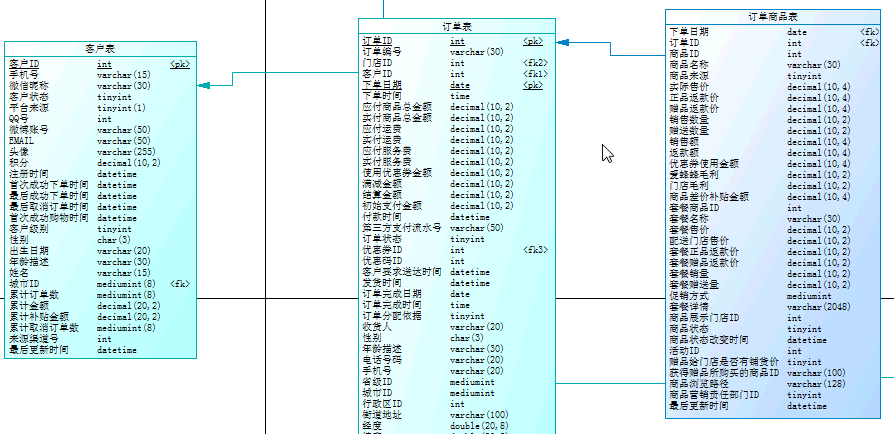 客户表
客户ID int <pk>
手机号 varchar(15)
微信昵称 varchar(30)
客户状态 tinyint
平台来源 tinyint(1)
QQ号 int
微博账号 varchar(50)
EMAIL varchar(50)
头像 varchar(255)
积分 decimal(10,2)
注册时间 datetime
首次成功下单时间 datetime
最后成功下单时间 datetime
最后取消订单时间 datetime
首次成功购物时间 datetime
客户级别 tinyint
性别 char(3)
出生日期 varchar(20)
年龄描述 varchar(30)
姓名 varchar(15)
城市ID mediumint(8) <fk>
累计订单数 mediumint(8)
累计金额 decimal(20,2)
累计补贴金额 decimal(20,2)
累计取消订单数 mediumint(8)
来源渠道号 int
最后更新时间 datetime
订单表
订单ID int <pk>
订单编号 varchar(30)
门店ID int <fk2>
客户ID int <fk1>
下单日期 date <pk>
下单时间 time
应付商品总金额 decimal(10,2)
实付商品总金额 decimal(10,2)
应付运费 decimal(10,2)
实付运费 decimal(10,2)
应付服务费 decimal(10,2)
实付服务费 decimal(10,2)
使用优惠券金额 decimal(10,2)
满减金额 decimal(10,2)
结算金额 decimal(10,2)
初始支付金额 decimal(10,2)
付款时间 datetime
第三方支付流水号 varchar(50)
订单状态 tinyint
优惠券ID int <fk3>
优惠码ID int
客户要求送达时间 datetime
发货时间 datetime
订单完成日期 date
订单完成时间 time
订单分配依据 tinyint
收货人 varchar(20)
性别 char(3)
年龄描述 varchar(30)
电话号码 varchar(20)
手机号 varchar(20)
省级ID mediumint
城市ID mediumint
行政区ID int
街道地址 varchar(100)
经度 double(20,8)
订单商品表
下单日期 date <fk>
订单ID int <fk>
商品ID int
商品名称 varchar(30)
商品来源 tinyint
实际售价 decimal(10,4)
正品返款价 decimal(10,4)
赠品返款价 decimal(10,4)
销售数量 decimal(10,2)
赠送数量 decimal(10,2)
销售额 decimal(10,4)
返款额 decimal(10,4)
优惠券使用金额 decimal(10,4)
爱蜂蜂毛利 decimal(10,2)
门店毛利 decimal(10,2)
商品差价补贴金额 decimal(10,4)
套餐商品ID int
套餐名称 varchar(30)
套餐售价 decimal(10,2)
配送门店售价 decimal(10,2)
套餐正品返款价 decimal(10,2)
套餐赠品返款价 decimal(10,2)
套餐销量 decimal(10,2)
套餐赠送量 decimal(10,2)
促销方式 mediumint
套餐详情 varchar(2048)
商品展示门店ID int
商品状态 tinyint
商品状态改变时间 datetime
活动ID int
赠品给门店是否有铺货价 tinyint
获得赠品所购买的商品ID varchar(100)
商品浏览路径 varchar(128)
商品营销责任部门ID tinyint
最后更新时间 datetime